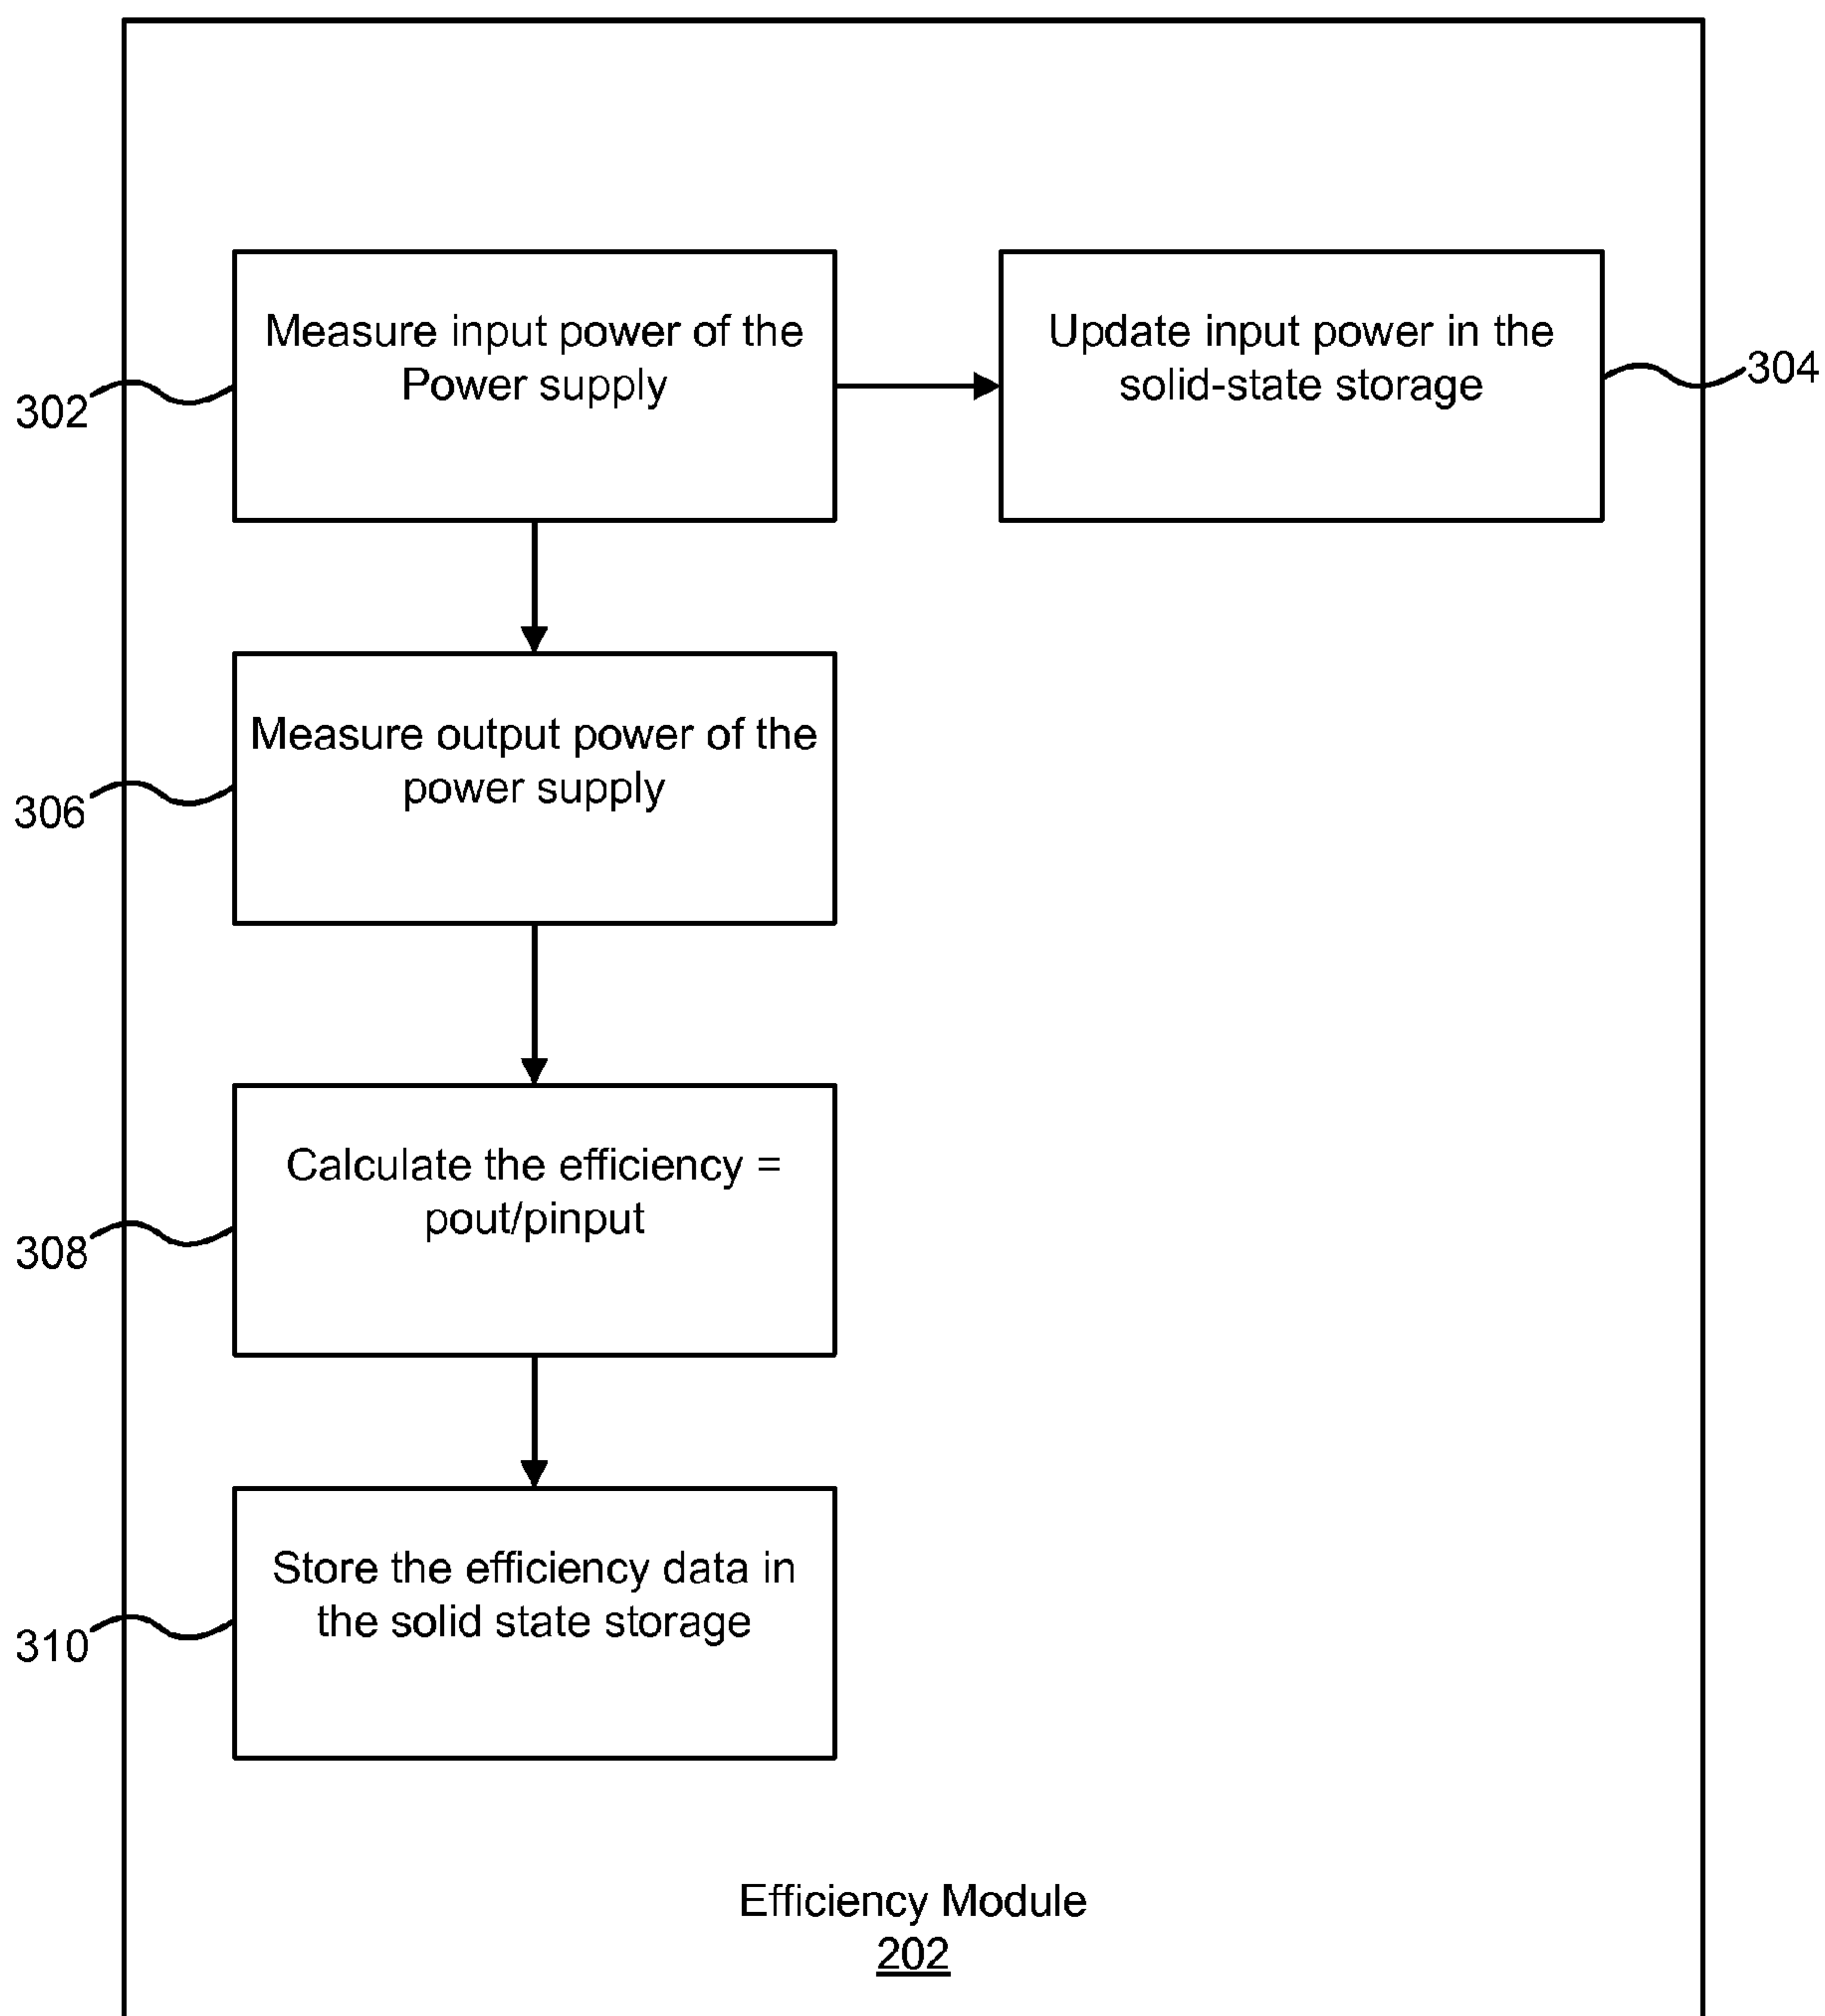 Measure input power of the
Power supply
302
Update input power in the
solid-state storage
304
Measure output power of the
power supply
306
Calculate the efficiency =
pout/pinput
308
Store the efficiency data in
the solid state storage
310
Efficiency Module
202